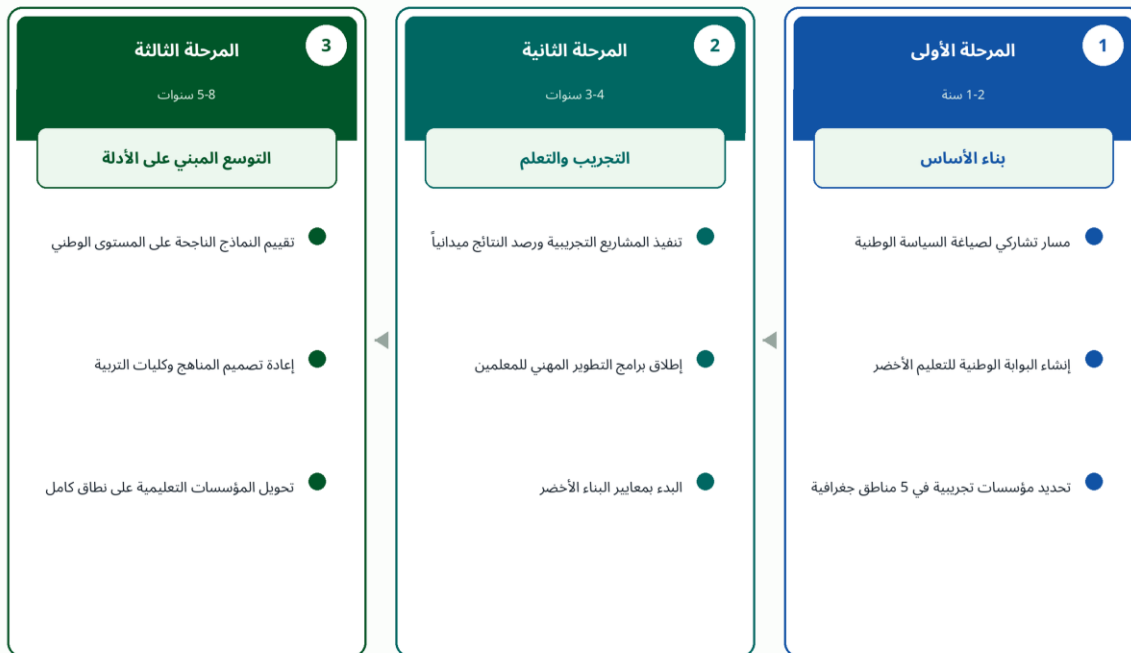 1
المرحلة الأولى
1-2 سنة
بناء الأساس
مسار تشاركي لصياغة السياسة الوطنية
إنشاء البوابة الوطنية للتعليم الأخضر
تحديد مؤسسات تجريبية في 5 مناطق جغرافية
2
المرحلة الثانية
3-4 سنوات
التجريب والتعلم
تنفيذ المشاريع التجريبية ورصد النتائج ميدانياً
إطلاق برامج التطوير المهني للمعلمين
البدء بمعايير البناء الأخضر
3
المرحلة الثالثة
5-8 سنوات
التوسع المبني على الأدلة
تقييم النماذج الناجحة على المستوى الوطني
إعادة تصميم المناهج وكليات التربية
تحويل المؤسسات التعليمية على نطاق كامل